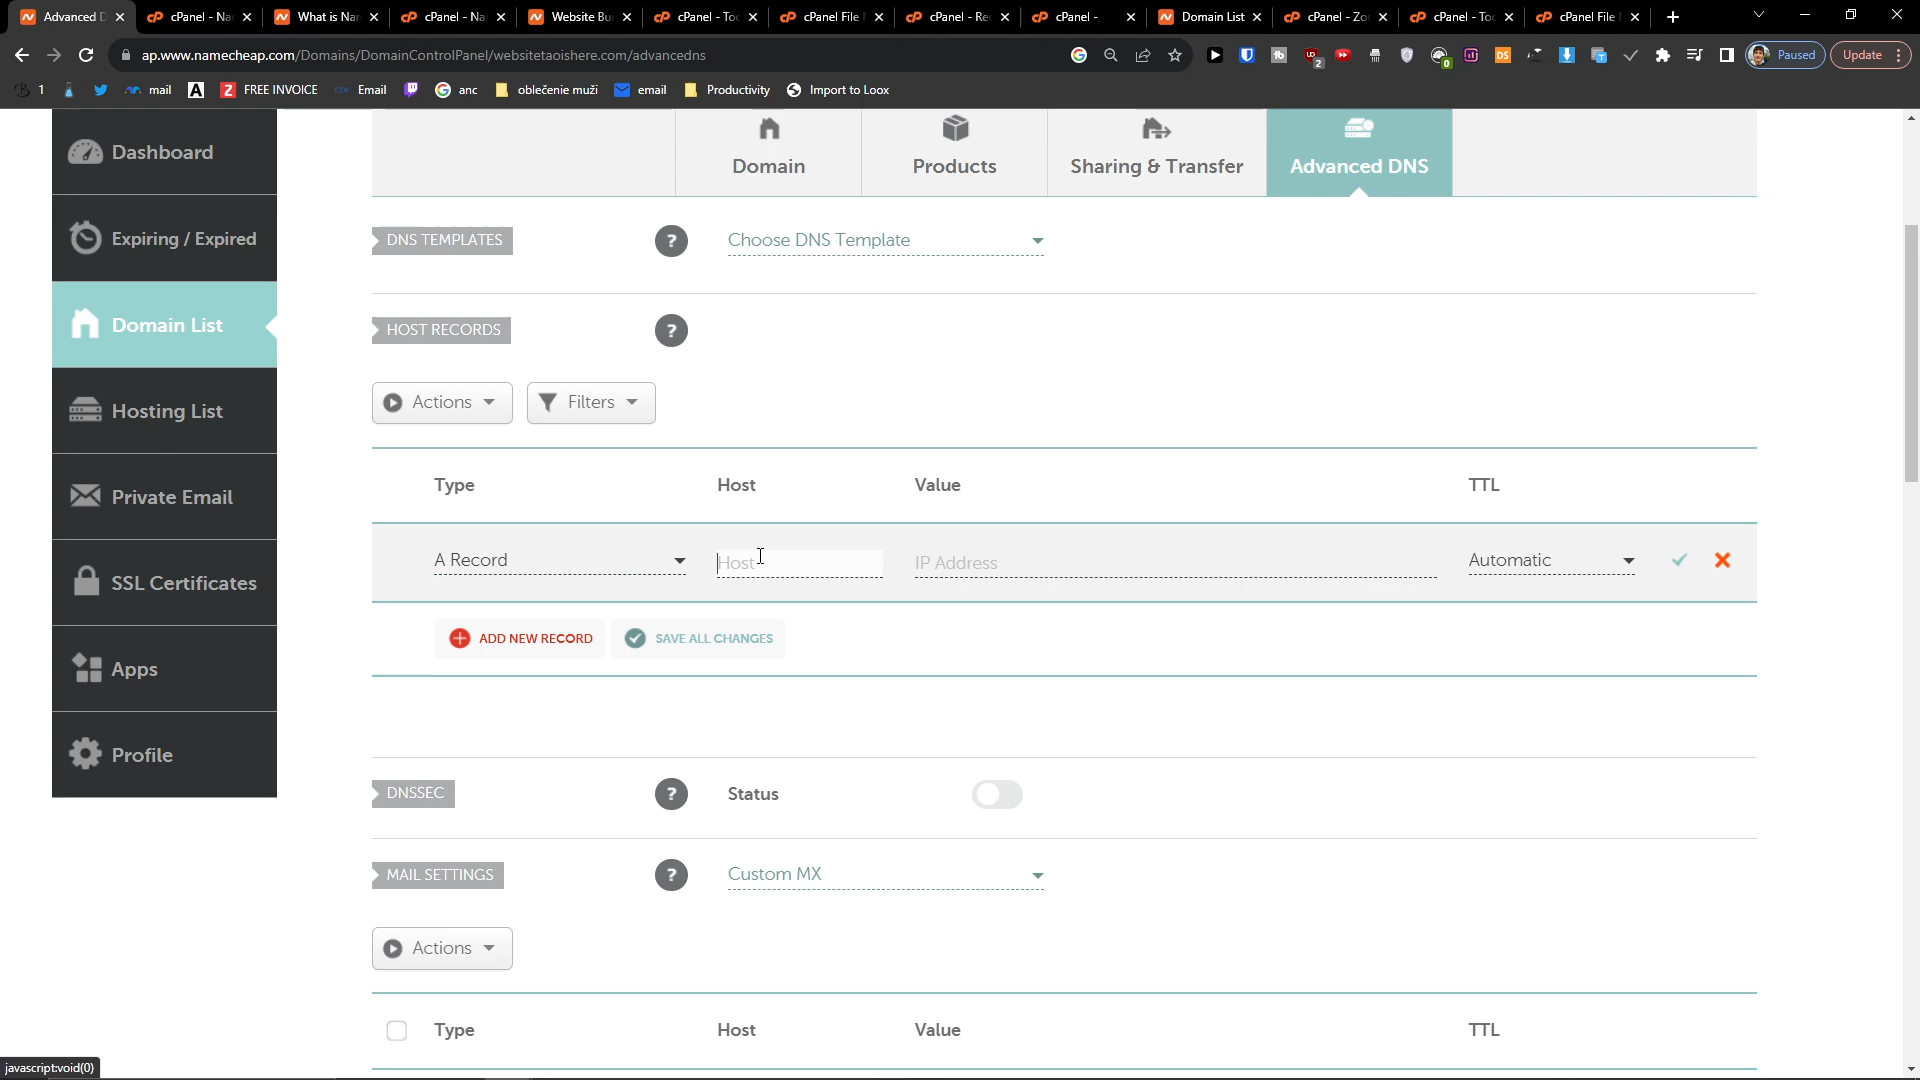 Advanced D
cPanel - Na
What is Nar
cPanel - Na
Website Bu
cPanel - To
cPanel File
cPanel - Re
cPanel -
Domain List
cPanel - Zo
cPanel - To
cPanel File
ap.www.namecheap.com/Domains/DomainControlPanel/websitetaoishere.com/advancedns
Paused
Update
1
mail
FREE INVOICE
Email
anc
oblečenie muži
email
Productivity
Import to Loox
Dashboard
Expiring / Expired
Domain List
Hosting List
Private Email
SSL Certificates
Apps
Profile
Domain
Products
Sharing & Transfer
Advanced DNS
DNS TEMPLATES
?
Choose DNS Template
HOST RECORDS
?
Actions
Filters
Type
Host
Value
TTL
A Record
Host
IP Address
Automatic
ADD NEW RECORD
SAVE ALL CHANGES
DNSSEC
?
Status
MAIL SETTINGS
?
Custom MX
Actions
Type
Host
Value
TTL
javascript:void(0)